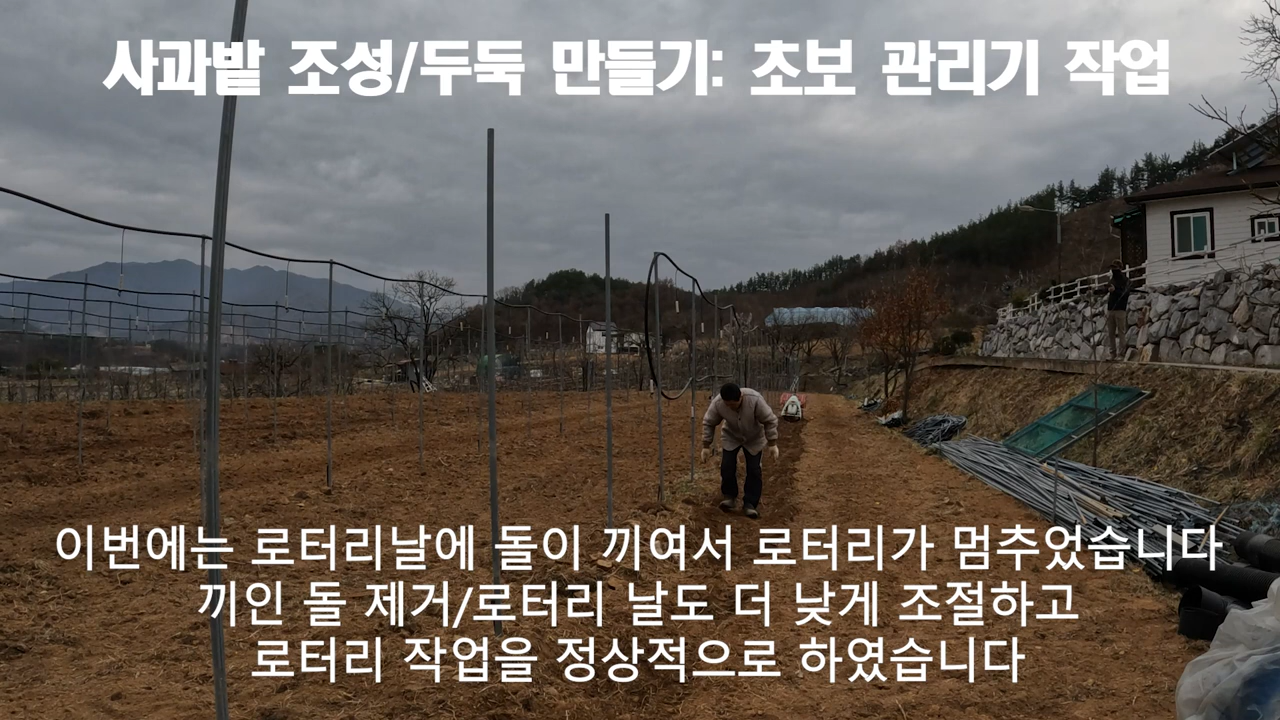 사과밭 조성/두둑 만들기: 초보 관리기 작업
이번에는 로터리날에 돌이 끼여서 로터리가 멈추었습니다
끼인 돌 제거/로터리 날도 더 낮게 조절하고
로터리 작업을 정상적으로 하였습니다